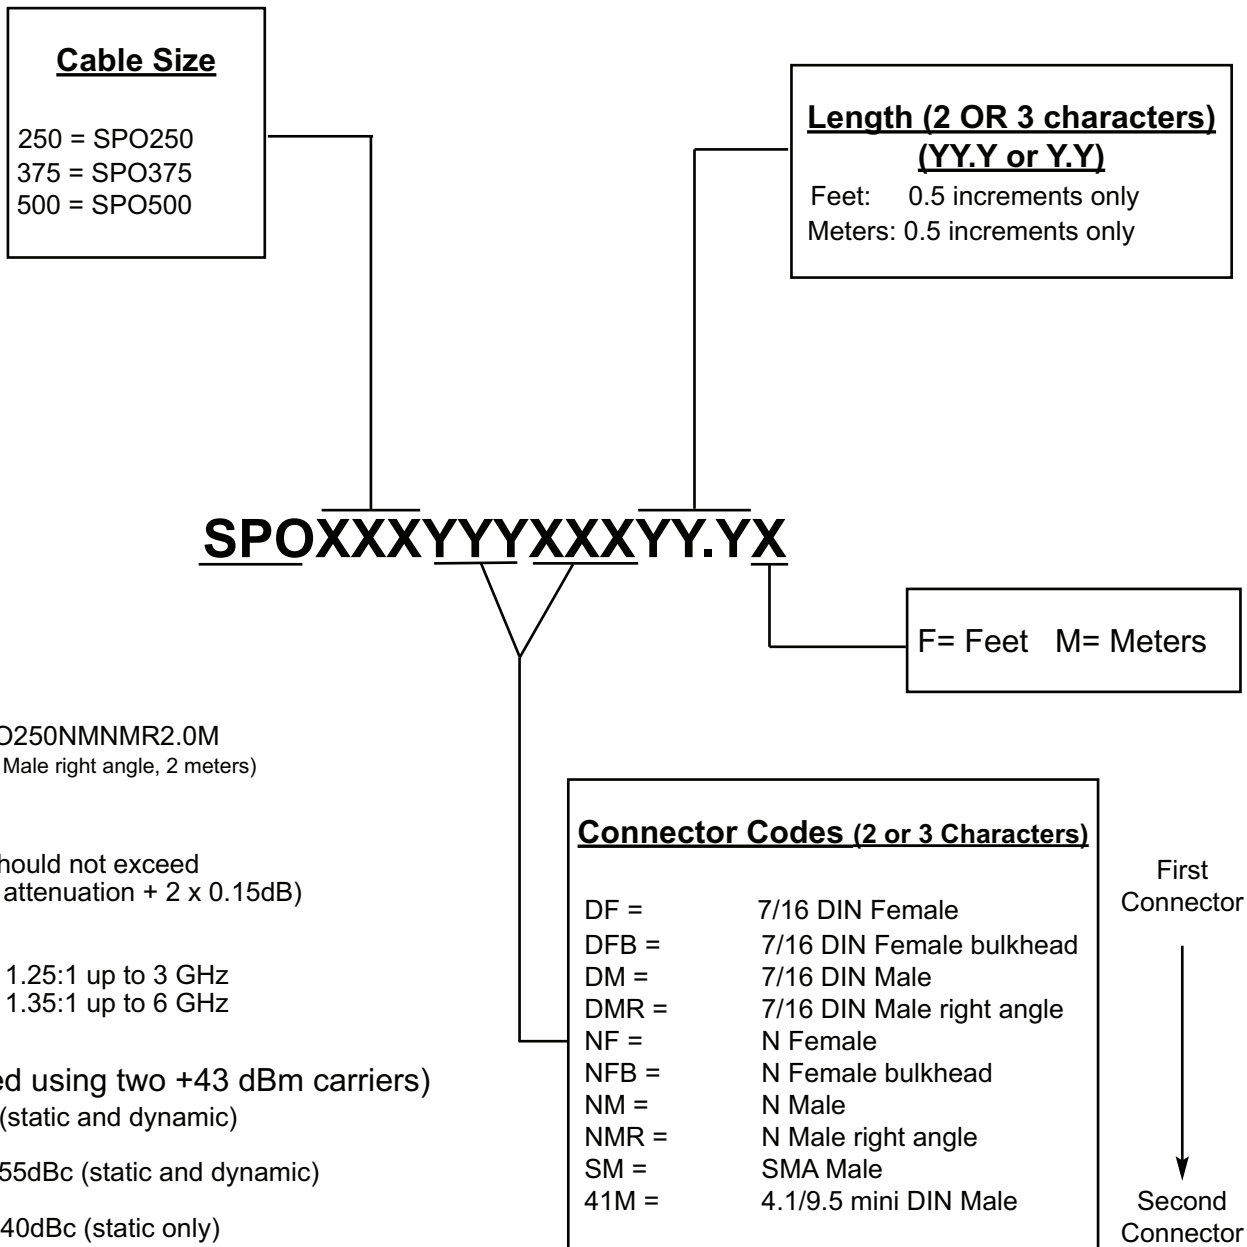 Cable Size
250 = SPO250
375 = SPO375
500 = SPO500
Length (2 OR 3 characters)
(YY.Y or Y.Y)
Feet: 0.5 increments only
Meters: 0.5 increments only
SPOXXXYYYXXXYY.YX
F= Feet M= Meters
O250NMNMR2.0M
Male right angle, 2 meters)
hould not exceed
attenuation + 2 x 0.15dB)
1.25:1 up to 3 GHz
1.35:1 up to 6 GHz
ed using two +43 dBm carriers)
(static and dynamic)
55dBc (static and dynamic)
40dBc (static only)
Connector Codes (2 or 3 Characters)
DF = 7/16 DIN Female
DFB = 7/16 DIN Female bulkhead
DM = 7/16 DIN Male
DMR = 7/16 DIN Male right angle
NF = N Female
NFB = N Female bulkhead
NM = N Male
NMR = N Male right angle
SM = SMA Male
41M = 4.1/9.5 mini DIN Male
First
Connector
Second
Connector